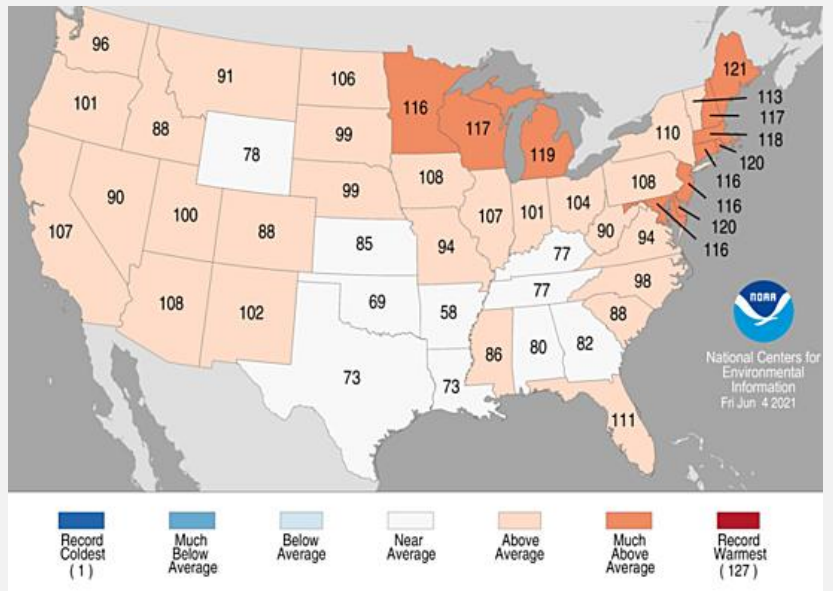 96
91
106
116
121
113
117
118
120
116
116
120
116
101
88
78
99
117
119
110
90
100
88
99
108
107
101
104
108
107
85
94
90
94
77
98
108
102
69
58
77
88
73
73
86
80
82
111
NOAA
National Centers for
Environmental
Information
Fri Jun 4 2021
Record
Coldest
( 1 )
Much
Below
Average
Below
Average
Near
Average
Above
Average
Much
Above
Average
Record
Warmest
( 127 )